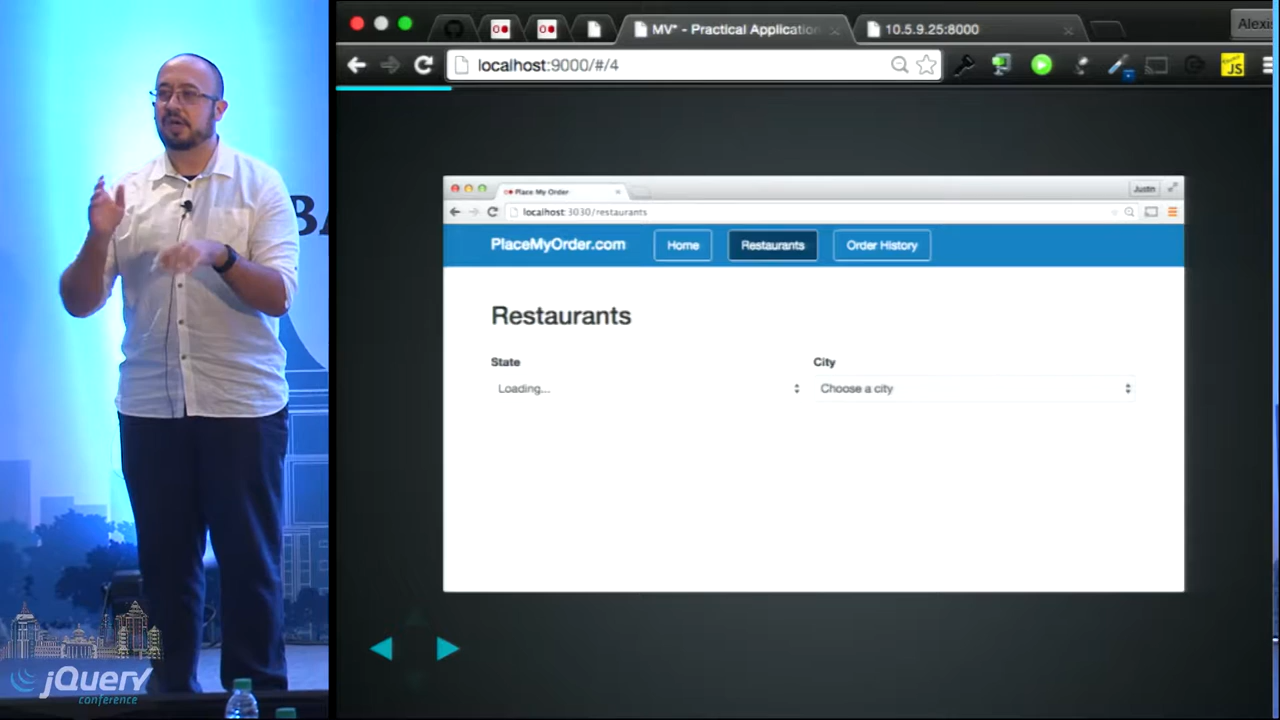 MV* - Practical Application
10.5.9.25:8000
Alexis
localhost:9000/#/4
JS
Place My Order
Justin
localhost:3030/restaurants
PlaceMyOrder.com
Home
Restaurants
Order History
Restaurants
State
City
Loading...
Choose a city
BA
jQuery
conference